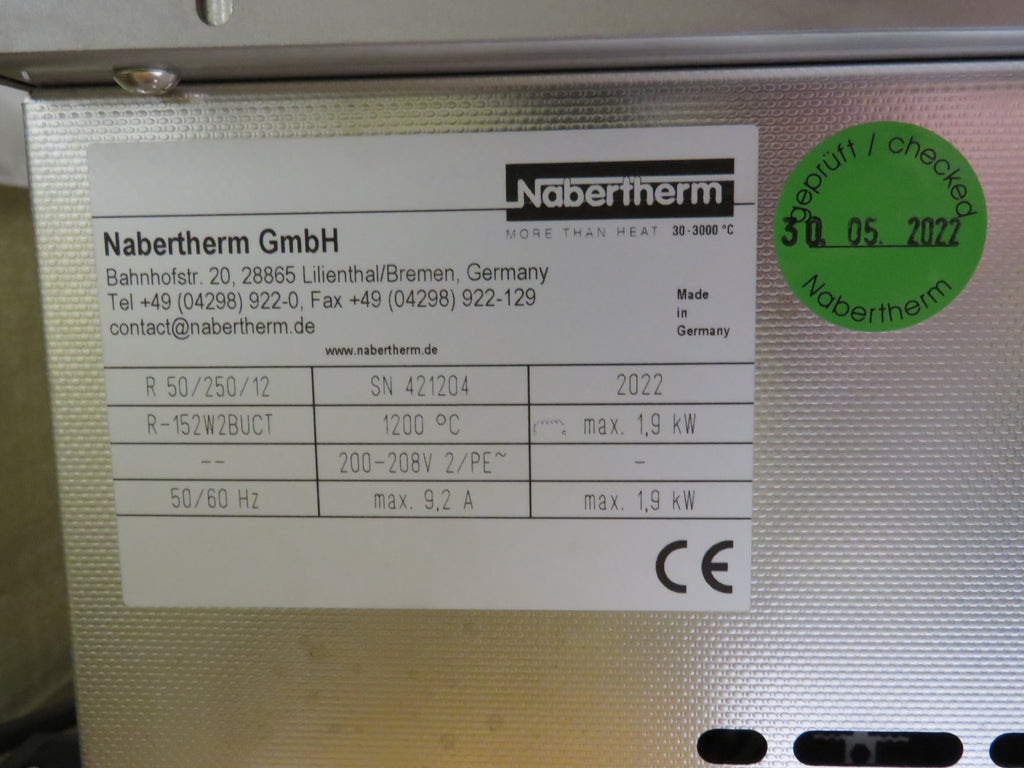 Nabertherm
MORE THAN HEAT 30-3000 °C
Nabertherm GmbH
Bahnhofstr. 20, 28865 Lilienthal/Bremen, Germany
Tel +49 (04298) 922-0, Fax +49 (04298) 922-129
contact@nabertherm.de
www.nabertherm.de
Made
in
Germany
R 50/250/12 SN 421204 2022
R-152W2BUCT 1200 °C max. 1,9 kW
-- 200-208V 2/PE~ -
50/60 Hz max. 9,2 A max. 1,9 kW
CE
geprüft / checked
30. 05. 2022
Nabertherm